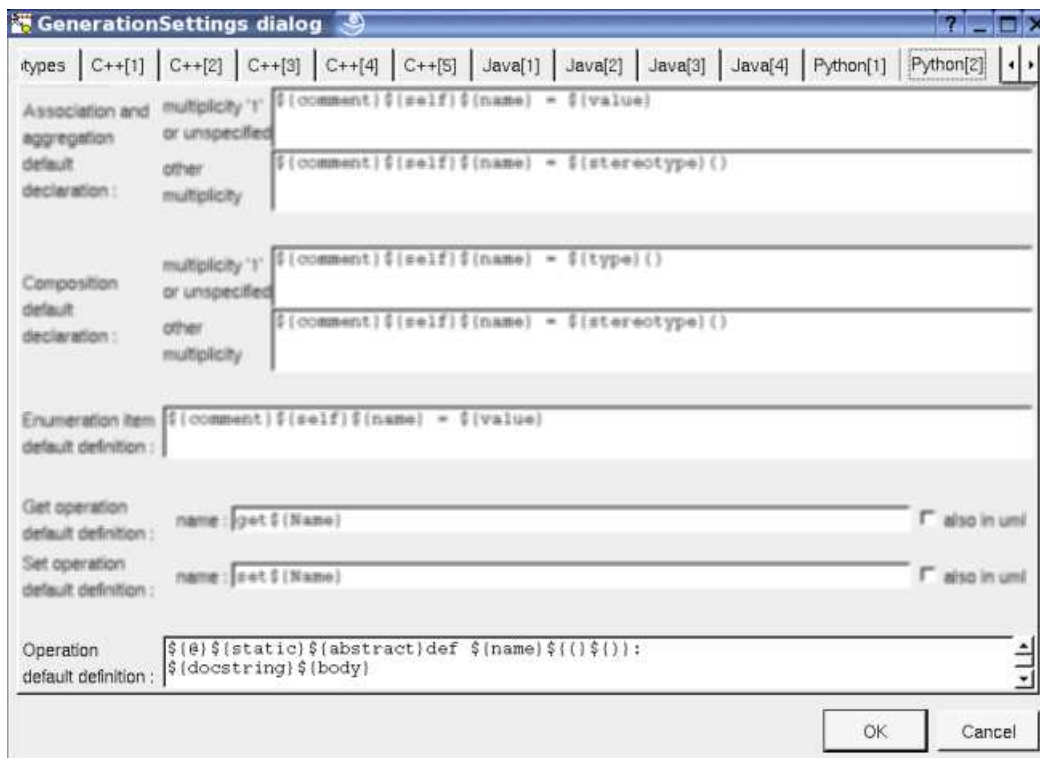 GenerationSettings dialog
types C++[1] C++[2] C++[3] C++[4] C++[5] Java[1] Java[2] Java[3] Java[4] Python[1] Python[2]
Association and aggregation default declaration :
multiplicity '1' or unspecified
${comment}${self}${name} = ${value}
other multiplicity
${comment}${self}${name} = ${stereotype}()
Composition default declaration :
multiplicity '1' or unspecified
${comment}${self}${name} = ${type}()
other multiplicity
${comment}${self}${name} = ${stereotype}()
Enumeration item default definition :
${comment}${self}${name} = ${value}
Get operation default definition :
name : get${Name} also in uml
Set operation default definition :
name : set${Name} also in uml
Operation default definition :
${@}${static}${abstract}def ${name}${(}${)}:
${docstring}${body}
OK Cancel